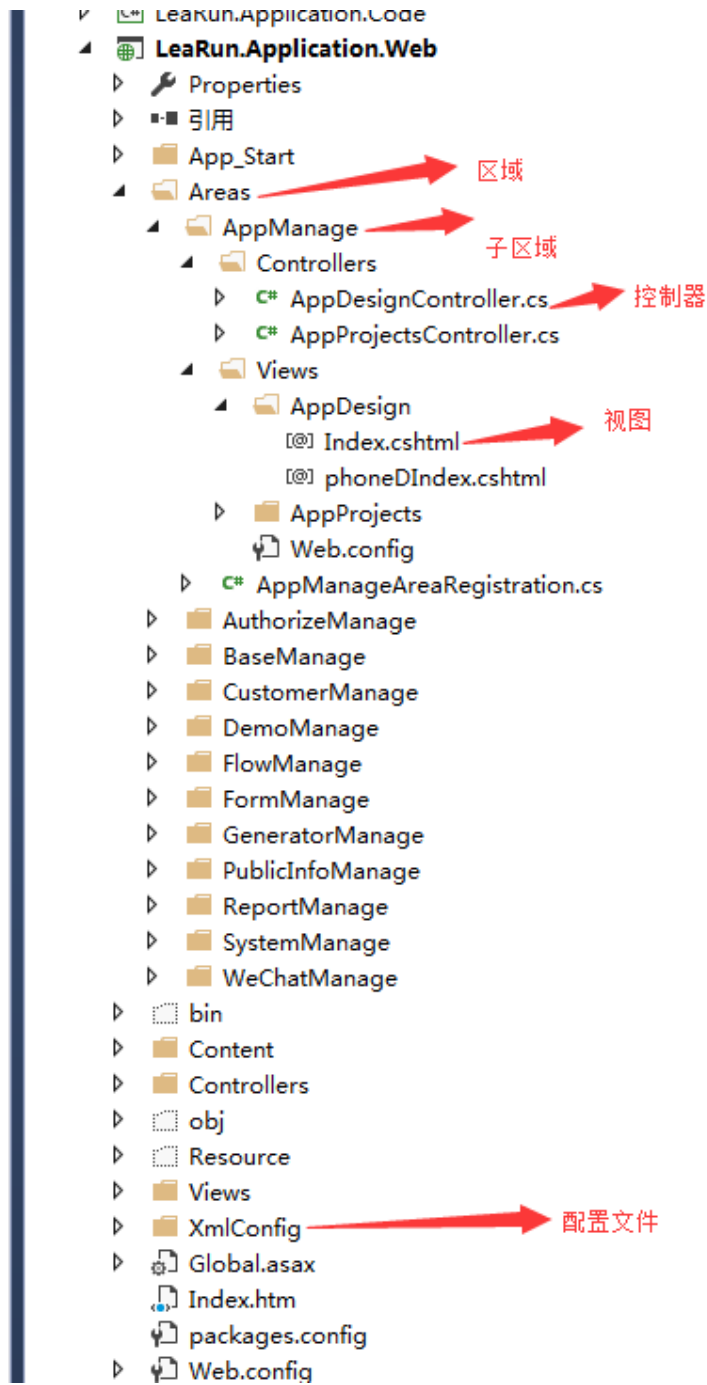 LeaRun.Application.Code
LeaRun.Application.Web
Properties
引用
App_Start
Areas
区域
AppManage
子区域
Controllers
AppDesignController.cs
控制器
AppProjectsController.cs
Views
AppDesign
Index.cshtml
视图
phoneDIndex.cshtml
AppProjects
Web.config
AppManageAreaRegistration.cs
AuthorizeManage
BaseManage
CustomerManage
DemoManage
FlowManage
FormManage
GeneratorManage
PublicInfoManage
ReportManage
SystemManage
WeChatManage
bin
Content
Controllers
obj
Resource
Views
XmlConfig
配置文件
Global.asax
Index.htm
packages.config
Web.config